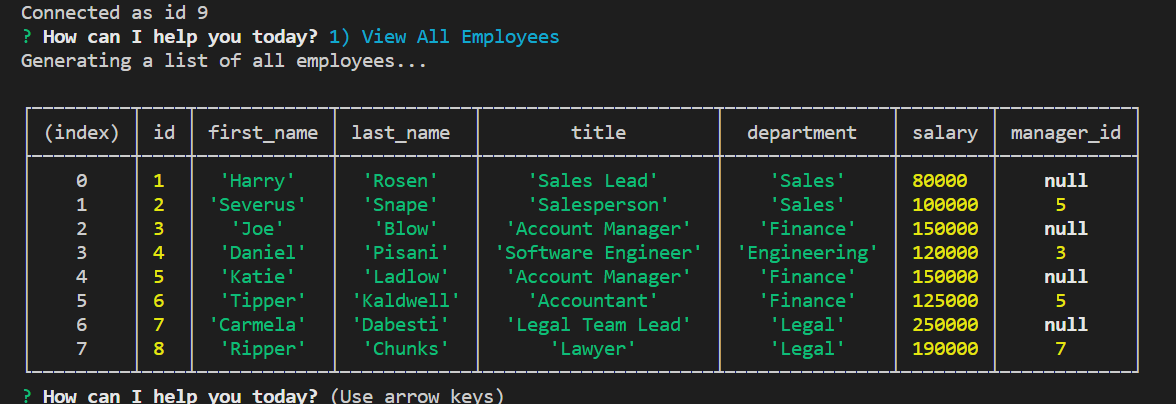 Connected as id 9
? How can I help you today? 1) View All Employees
Generating a list of all employees...
(index) id first_name last_name title department salary manager_id
0 1 'Harry' 'Rosen' 'Sales Lead' 'Sales' 80000 null
1 2 'Severus' 'Snape' 'Salesperson' 'Sales' 100000 5
2 3 'Joe' 'Blow' 'Account Manager' 'Finance' 150000 null
3 4 'Daniel' 'Pisani' 'Software Engineer' 'Engineering' 120000 3
4 5 'Katie' 'Ladlow' 'Account Manager' 'Finance' 150000 null
5 6 'Tipper' 'Kaldwell' 'Accountant' 'Finance' 125000 5
6 7 'Carmela' 'Dabesti' 'Legal Team Lead' 'Legal' 250000 null
7 8 'Ripper' 'Chunks' 'Lawyer' 'Legal' 190000 7
? How can I help you today? (Use arrow keys)